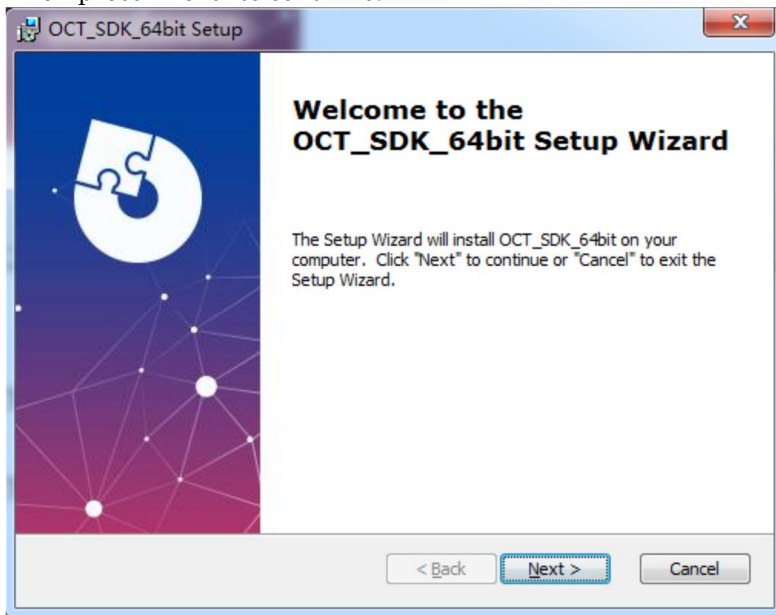 OCT_SDK_64bit Setup
Welcome to the
OCT_SDK_64bit Setup Wizard
The Setup Wizard will install OCT_SDK_64bit on your
computer. Click "Next" to continue or "Cancel" to exit the
Setup Wizard.
< Back Next > Cancel